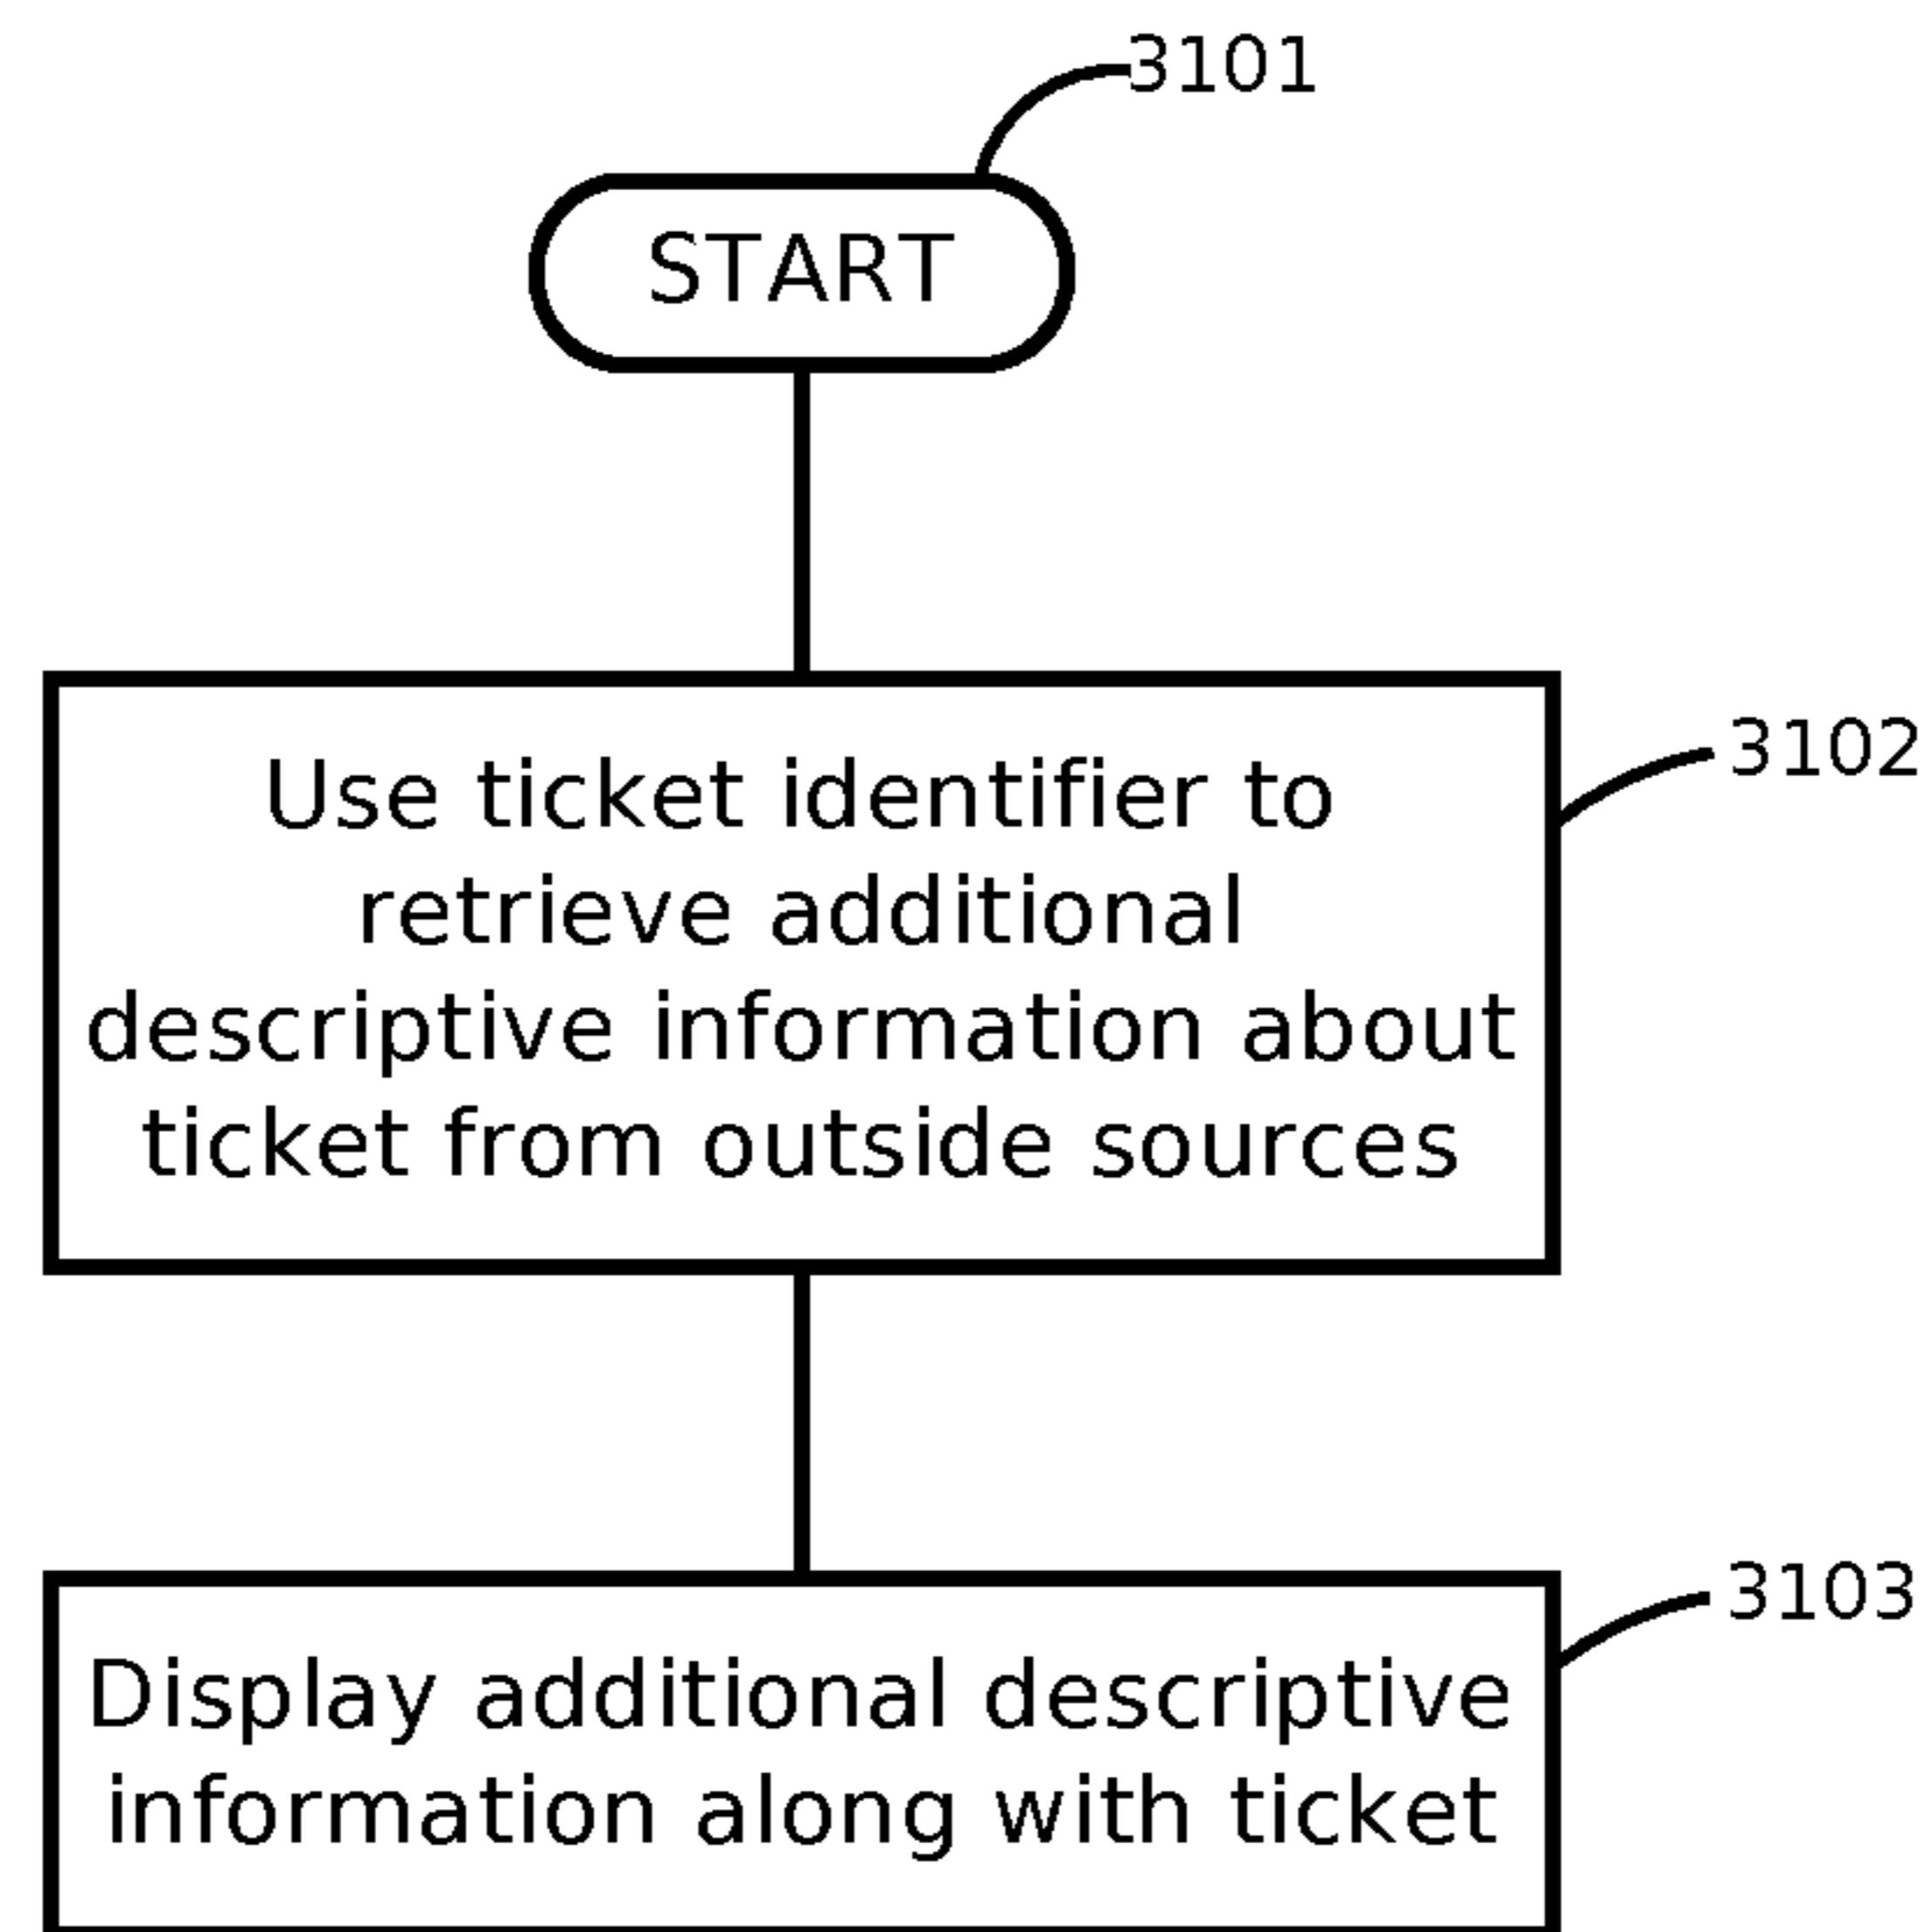 3101
START
3102
Use ticket identifier to
retrieve additional
descriptive information about
ticket from outside sources
3103
Display additional descriptive
information along with ticket